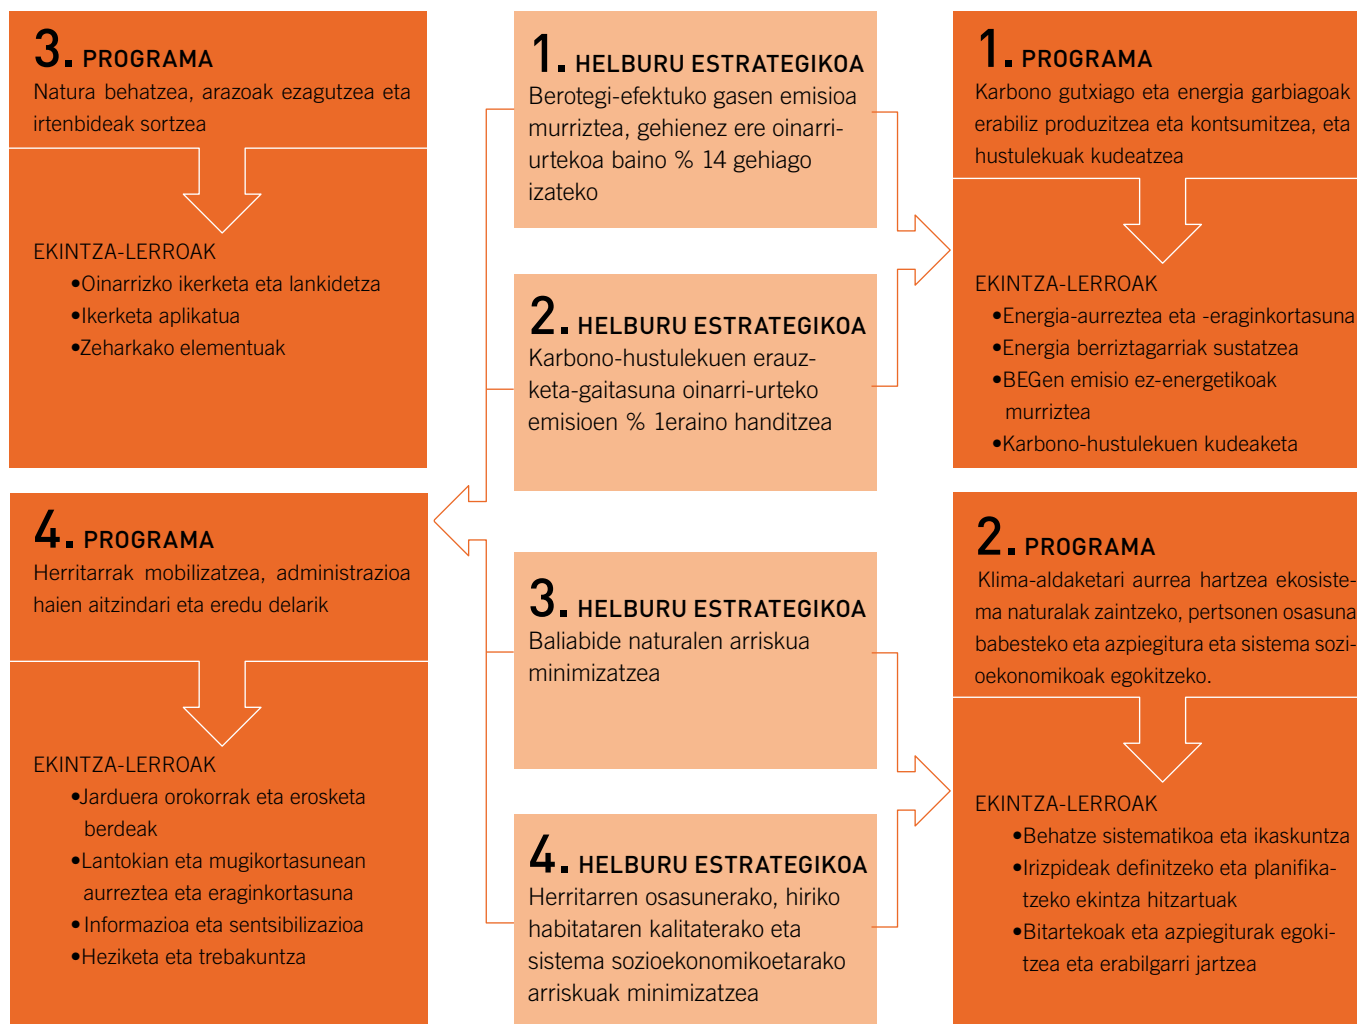 3. PROGRAMA
Natura behatzea, arazoak ezagutzea eta
irtenbideak sortzea
EKINTZA-LERROAK
•Oinarrizko ikerketa eta lankidetza
•Ikerketa aplikatua
•Zeharkako elementuak
4. PROGRAMA
Herritarrak mobilizatzea, administrazioa
haien aitzindari eta eredu delarik
EKINTZA-LERROAK
•Jarduera orokorrak eta erosketa
berdeak
•Lantokian eta mugikortasunean
aurreztea eta eraginkortasuna
•Informazioa eta sentsibilizazioa
•Heziketa eta trebakuntza
1. HELBURU ESTRATEGIKOA
Berotegi-efektuko gasen emisioa
murriztea, gehienez ere oinarri-
urtekoa baino % 14 gehiago
izateko
2. HELBURU ESTRATEGIKOA
Karbono-hustulekuen erauz-
keta-gaitasuna oinarri-urteko
emisioen % 1eraino handitzea
3. HELBURU ESTRATEGIKOA
Baliabide naturalen arriskua
minimizatzea
4. HELBURU ESTRATEGIKOA
Herritarren osasunerako, hiriko
habitataren kalitaterako eta
sistema sozioekonomikoetarako
arriskuak minimizatzea
1. PROGRAMA
Karbono gutxiago eta energia garbiagoak
erabiliz produzitzea eta kontsumitzea, eta
hustulekuak kudeatzea
EKINTZA-LERROAK
•Energia-aurreztea eta -eraginkortasuna
•Energia berriztagarriak sustatzea
•BEGen emisio ez-energetikoak
murriztea
•Karbono-hustulekuen kudeaketa
2. PROGRAMA
Klima-aldaketari aurrea hartzea ekosiste-
ma naturalak zaintzeko, pertsonen osasuna
babesteko eta azpiegitura eta sistema sozi-
oekonomikoak egokitzeko.
EKINTZA-LERROAK
•Behatze sistematikoa eta ikaskuntza
•Irizpideak definitzeko eta planifika-
tzeko ekintza hitzartuak
•Bitartekoak eta azpiegiturak egoki-
tzea eta erabilgarri jartzea